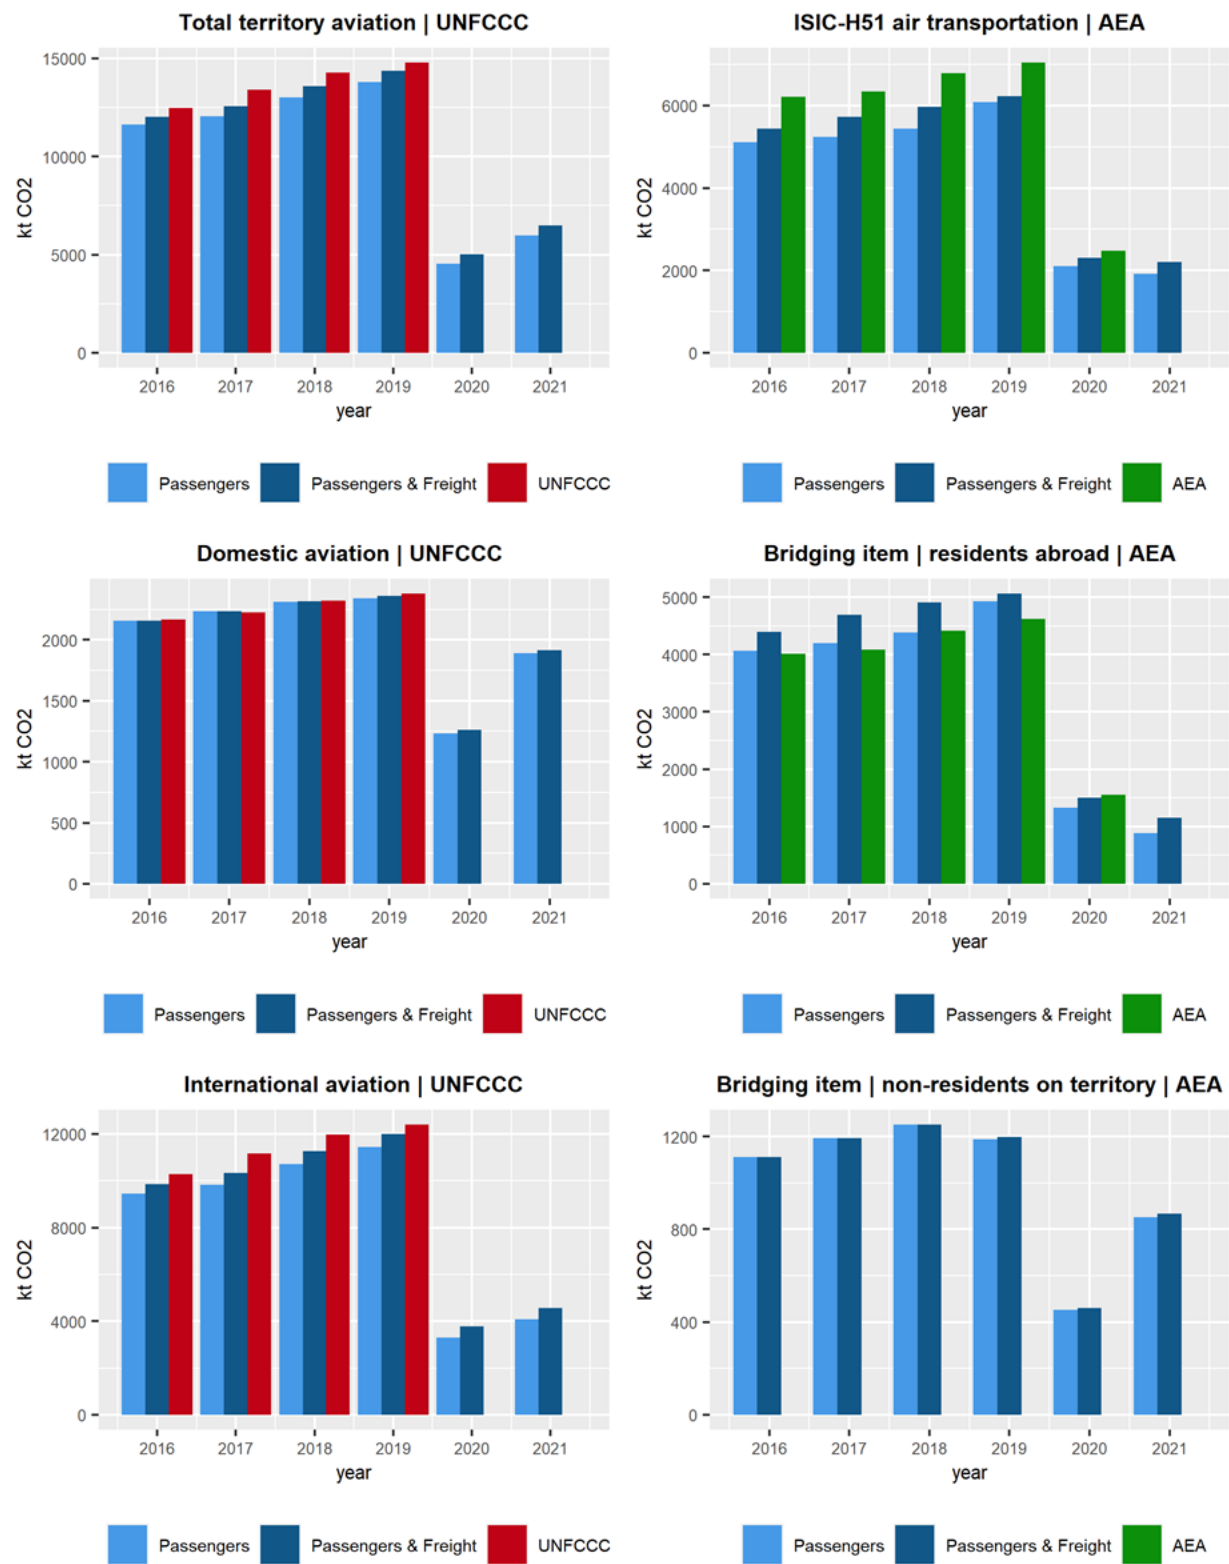 Total territory aviation | UNFCCC
kt CO2
15000
10000
5000
0
2016 2017 2018 2019 2020 2021
year
Passengers Passengers & Freight UNFCCC
ISIC-H51 air transportation | AEA
kt CO2
6000
4000
2000
0
2016 2017 2018 2019 2020 2021
year
Passengers Passengers & Freight AEA
Domestic aviation | UNFCCC
kt CO2
2000
1500
1000
500
0
2016 2017 2018 2019 2020 2021
year
Passengers Passengers & Freight UNFCCC
Bridging item | residents abroad | AEA
kt CO2
5000
4000
3000
2000
1000
0
2016 2017 2018 2019 2020 2021
year
Passengers Passengers & Freight AEA
International aviation | UNFCCC
kt CO2
12000
8000
4000
0
2016 2017 2018 2019 2020 2021
year
Passengers Passengers & Freight UNFCCC
Bridging item | non-residents on territory | AEA
kt CO2
1200
800
400
0
2016 2017 2018 2019 2020 2021
year
Passengers Passengers & Freight AEA